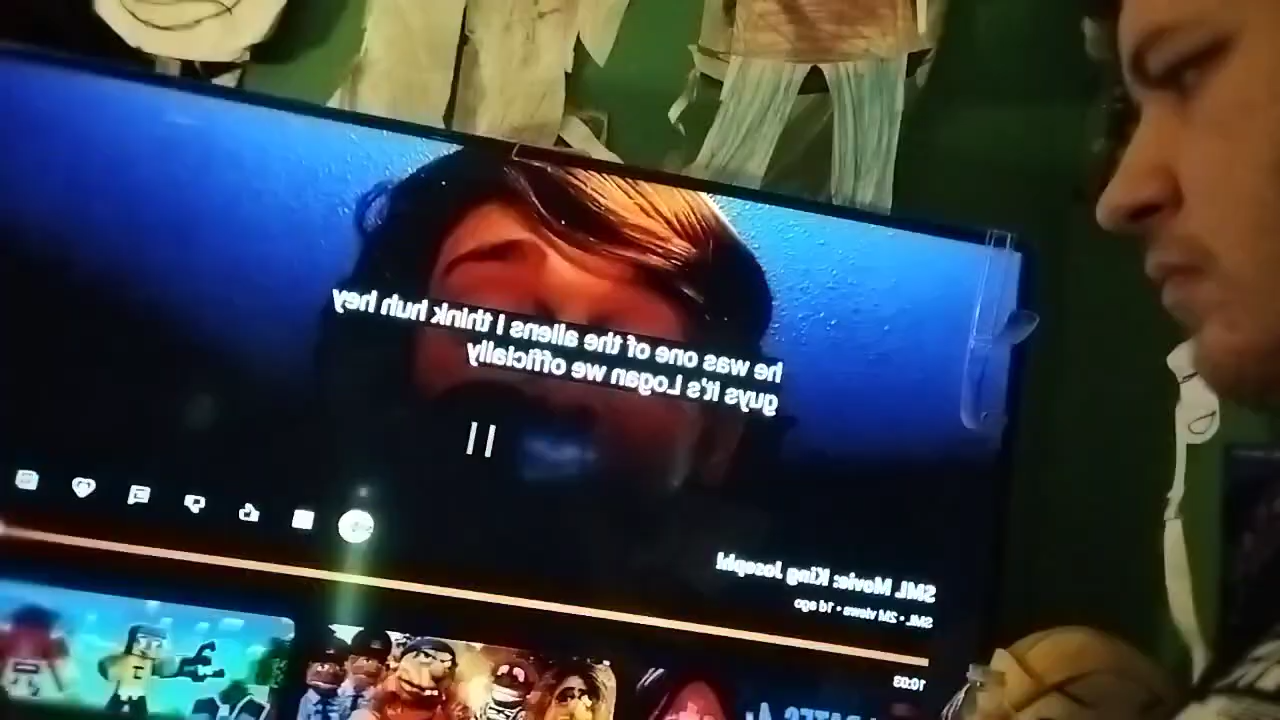 he was one of the aliens I think huh hey
guys it's Logan we officially
SML Movie: King Joseph!
SML • 2M views • 1d ago
10:03